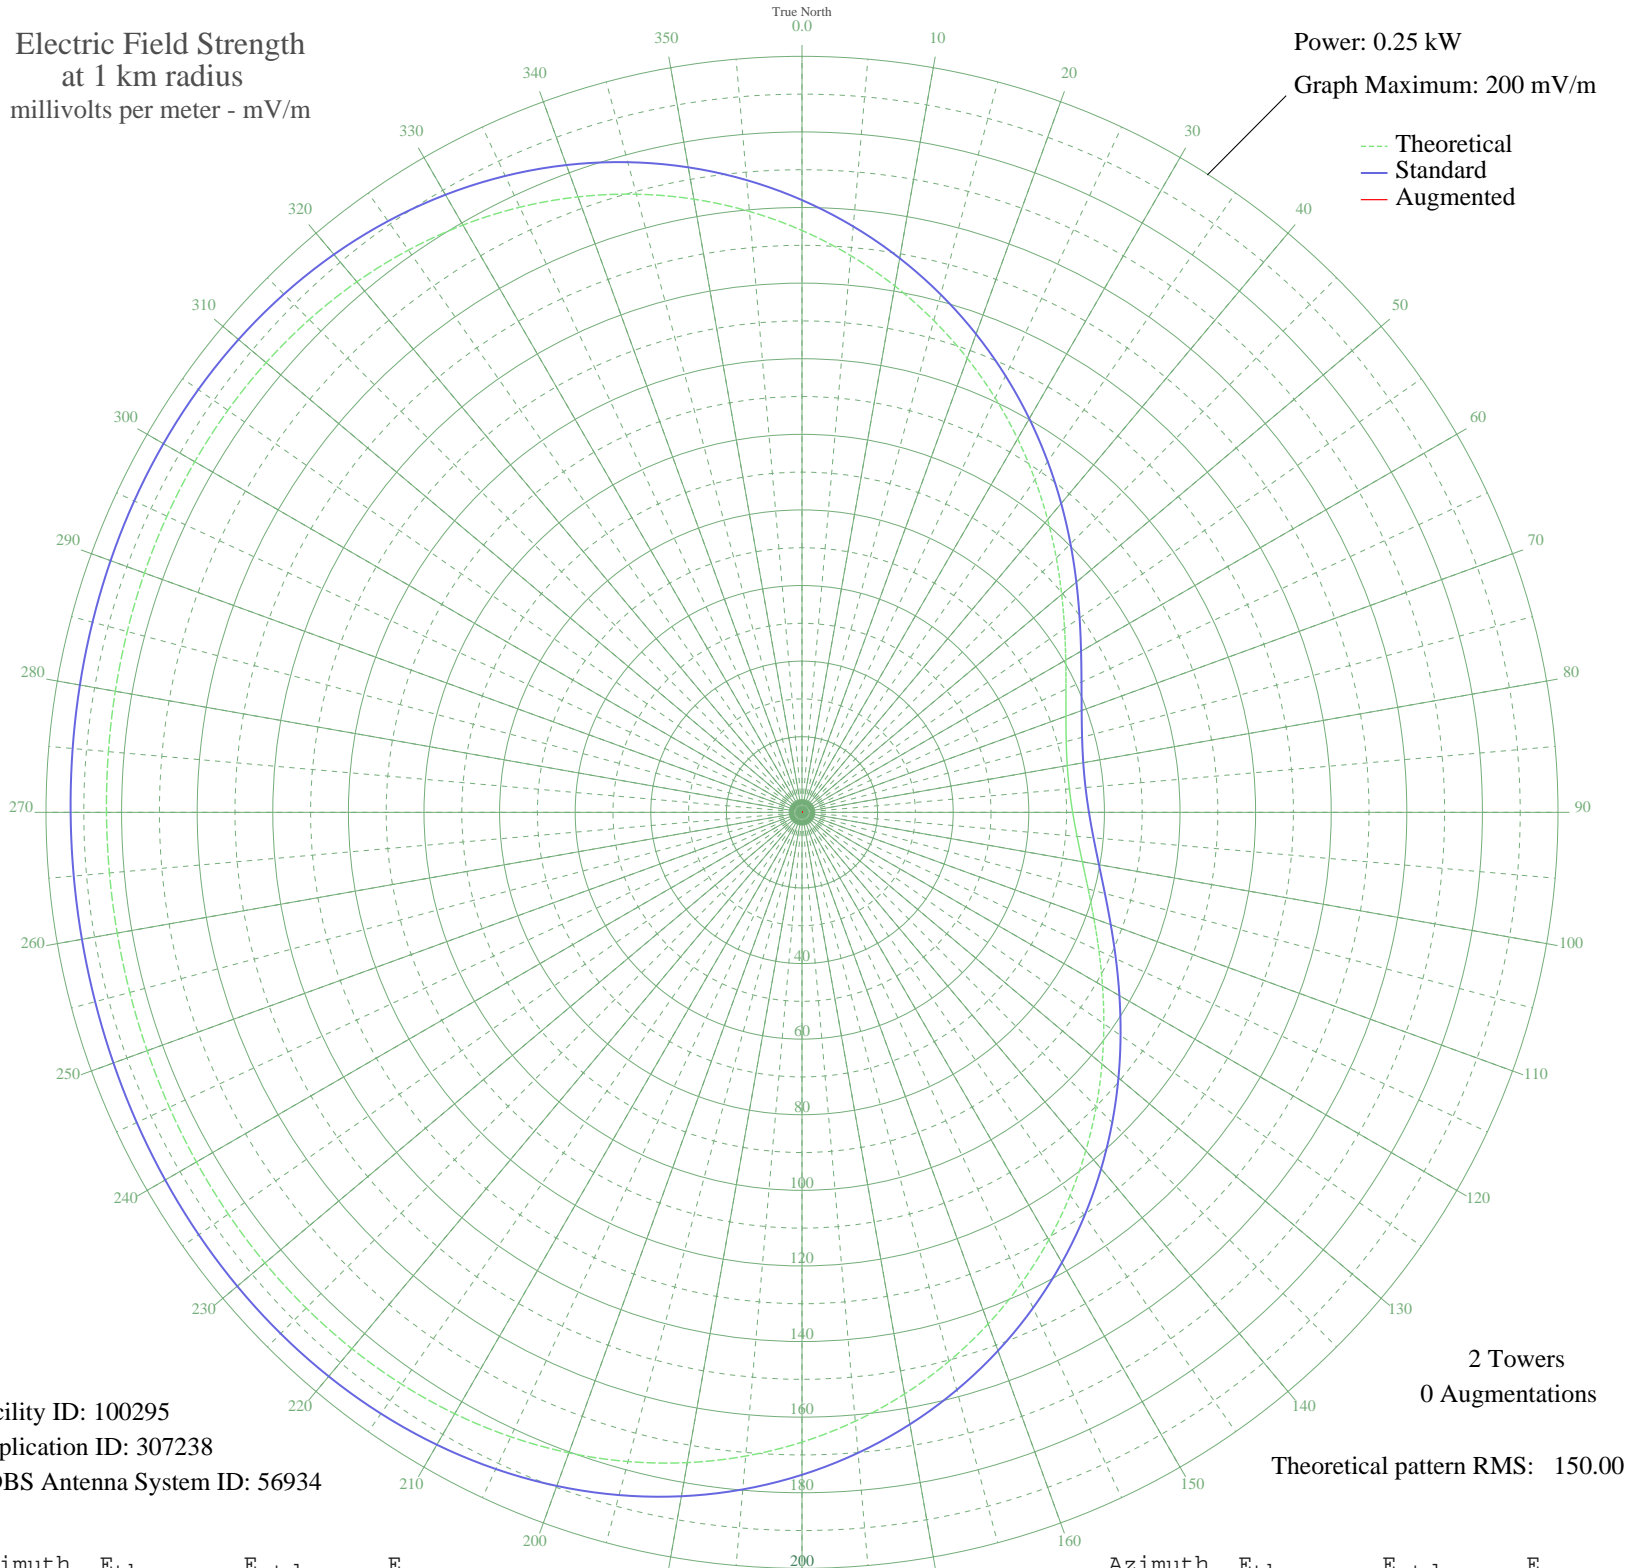 True North
0.0
Electric Field Strength
at 1 km radius
millivolts per meter - mV/m
Power: 0.25 kW
Graph Maximum: 200 mV/m
Theoretical
Standard
Augmented
10
20
30
40
50
60
70
80
90
100
110
120
130
140
150
160
200
210
220
230
240
250
260
270
280
290
300
310
320
330
340
350
40
60
80
100
120
140
160
180
200
2 Towers
0 Augmentations
Theoretical pattern RMS: 150.00
cility ID: 100295
plication ID: 307238
DBS Antenna System ID: 56934
imuth
Azimuth